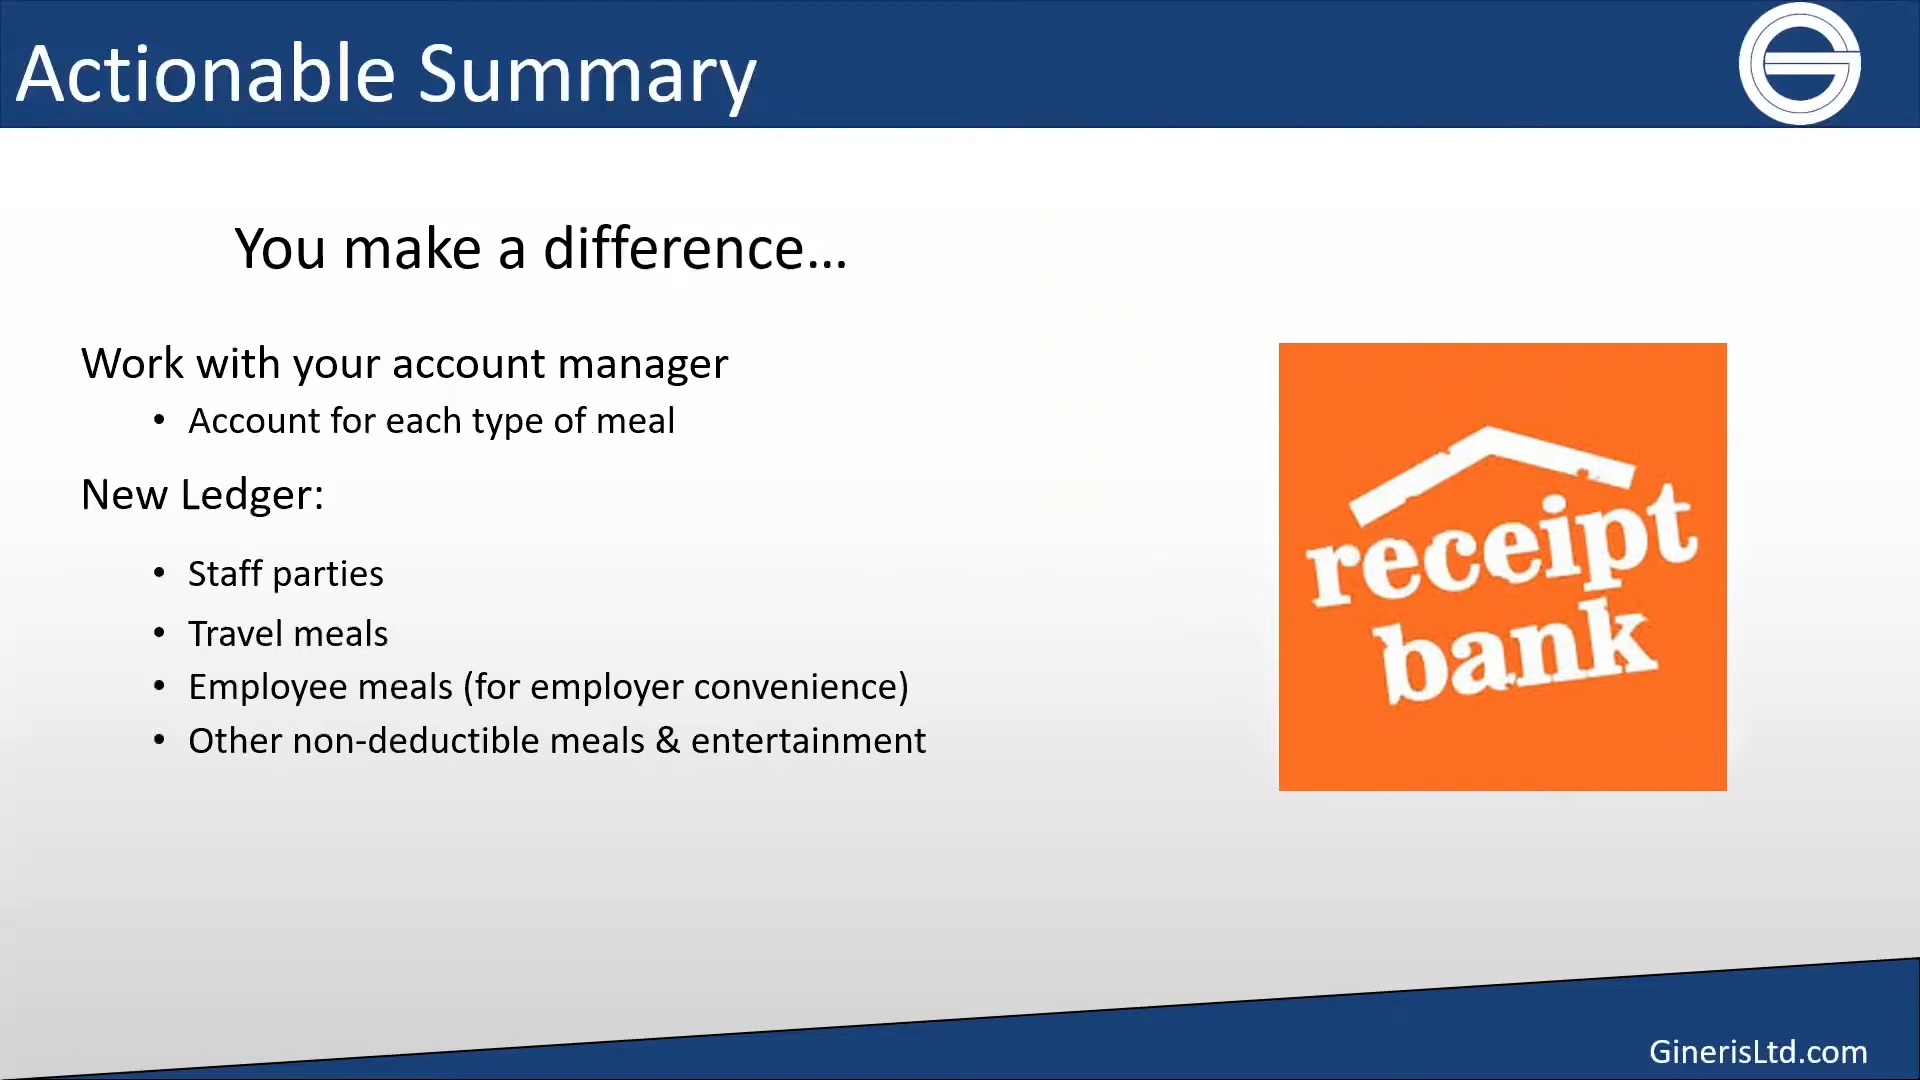 Actionable Summary
You make a difference...
Work with your account manager
• Account for each type of meal
New Ledger:
• Staff parties
• Travel meals
• Employee meals (for employer convenience)
• Other non-deductible meals & entertainment
receipt
bank
GinerisLtd.com